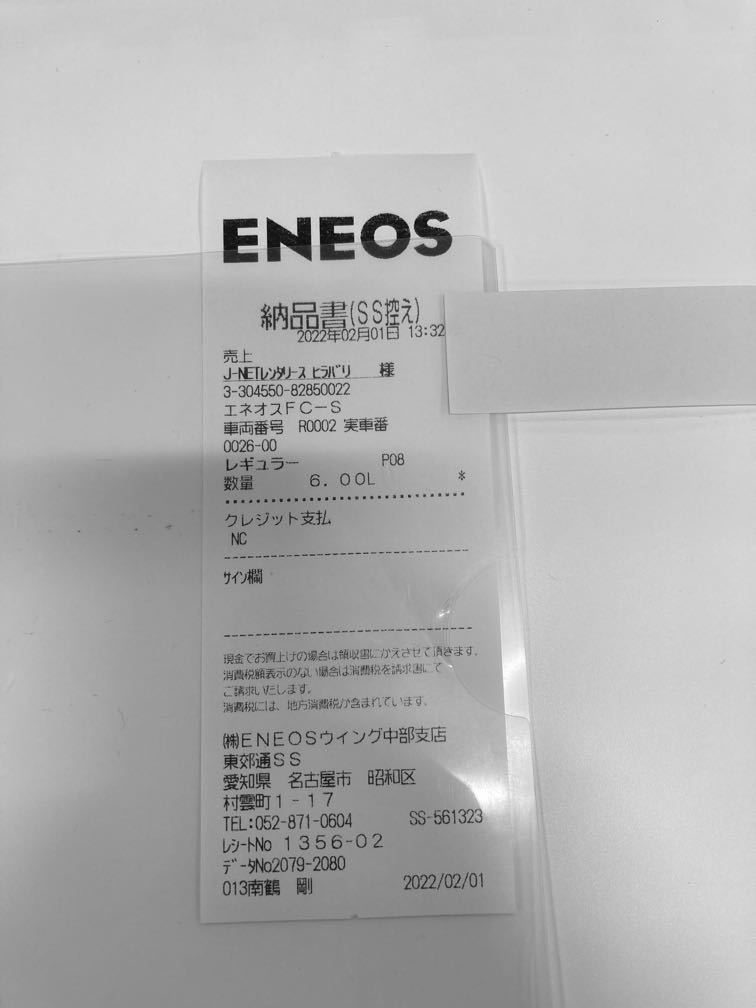 ENEOS
納品書(SS控え)
2022年02月01日 13:32
売上
J-NETレンタリース ヒラバリ 様
3-304550-82850022
エネオスFC-S
車両番号 R0002 実車番
0026-00
レギュラー P08
数量 6.00L *
クレジット支払
NC
サイン欄
現金でお買上げの場合は領収書にかえさせて頂きます。
消費税額表示のない場合は消費税を請求書にて
ご請求いたします。
消費税には、地方消費税が含まれています。
㈱ENEOSウイング中部支店
東郊通SS
愛知県 名古屋市 昭和区
村雲町1-17
TEL:052-871-0604 SS-561323
レシートNo 1356-02
データNo2079-2080
013南鶴 剛 2022/02/01